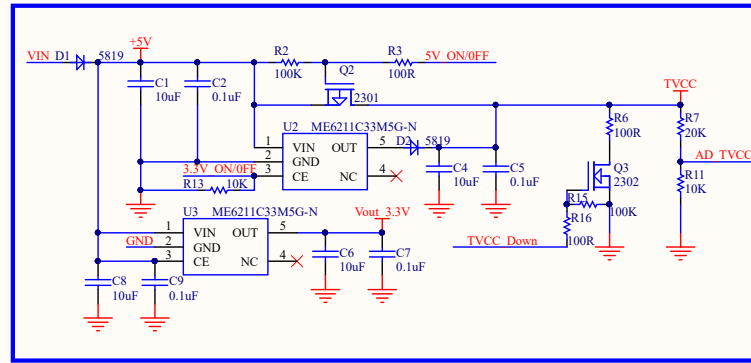 VIN D1 5819 +5V
R2 100K
R3 100R
5V_ON/0FF
Q2 2301
C1 10uF
C2 0.1uF
U2 ME6211C33M5G-N
1 VIN OUT 5
2 GND
3 CE NC 4
3.3V_ON/0FF
R13 10K
D2 5819
C4 10uF
C5 0.1uF
TVCC
R6 100R
R7 20K
AD_TVCC
Q3 2302
R11 10K
R15 100K
R16 100R
TVCC_Down
U3 ME6211C33M5G-N
1 VIN OUT 5
GND 2 GND
3 CE NC 4
Vout_3.3V
C6 10uF
C7 0.1uF
C8 10uF
C9 0.1uF